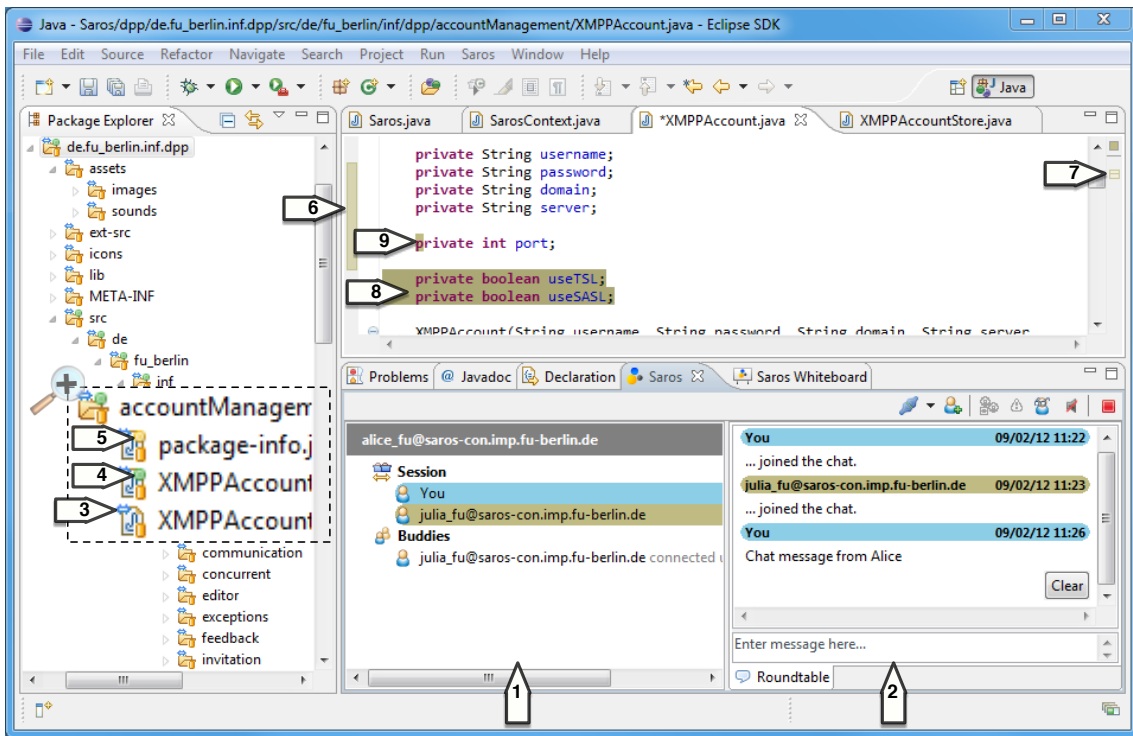 Java - Saros/dpp/de.fu_berlin.inf.dpp/src/de/fu_berlin/inf/dpp/accountManagement/XMPPAccount.java - Eclipse SDK
File Edit Source Refactor Navigate Search Project Run Saros Window Help
Java
Package Explorer
de.fu_berlin.inf.dpp
assets
images
sounds
ext-src
icons
lib
META-INF
src
de
fu_berlin
inf
accountManagem
5 package-info.j
4 XMPPAccount
3 XMPPAccount
communication
concurrent
editor
exceptions
feedback
invitation
Saros.java SarosContext.java *XMPPAccount.java XMPPAccountStore.java
private String username;
private String password;
7
private String domain;
6 private String server;
9 private int port;
private boolean useTSL;
8 private boolean useSASL;
XMPPAccount(String username, String password, String domain, String server
Problems @ Javadoc Declaration Saros Saros Whiteboard
alice_fu@saros-con.imp.fu-berlin.de
Session
You
julia_fu@saros-con.imp.fu-berlin.de
Buddies
julia_fu@saros-con.imp.fu-berlin.de connected
1
You 09/02/12 11:22
... joined the chat.
julia_fu@saros-con.imp.fu-berlin.de 09/02/12 11:23
... joined the chat.
You 09/02/12 11:26
Chat message from Alice
Clear
Enter message here...
Roundtable
2